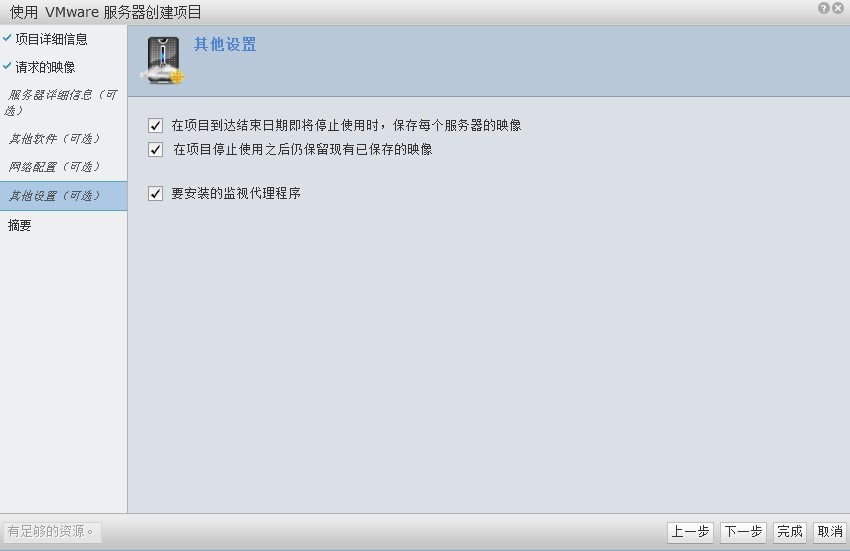 使用 VMware 服务器创建项目
项目详细信息
请求的映像
服务器详细信息（可
选）
其他软件（可选）
网络配置（可选）
其他设置（可选）
摘要
其他设置
在项目到达结束日期即将停止使用时，保存每个服务器的映像
在项目停止使用之后仍保留现有已保存的映像
要安装的监视代理程序
有足够的资源。
上一步
下一步
完成
取消